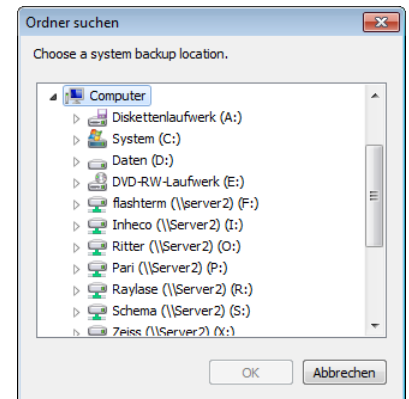 Ordner suchen
Choose a system backup location.
Computer
Diskettenlaufwerk (A:)
System (C:)
Daten (D:)
DVD-RW-Laufwerk (E:)
flashterm (\\server2) (F:)
Inheco (\\Server2) (I:)
Ritter (\\Server2) (O:)
Pari (\\Server2) (P:)
Raylase (\\Server2) (R:)
Schema (\\Server2) (S:)
Zeiss (\\Server2) (X:)
OK
Abbrechen